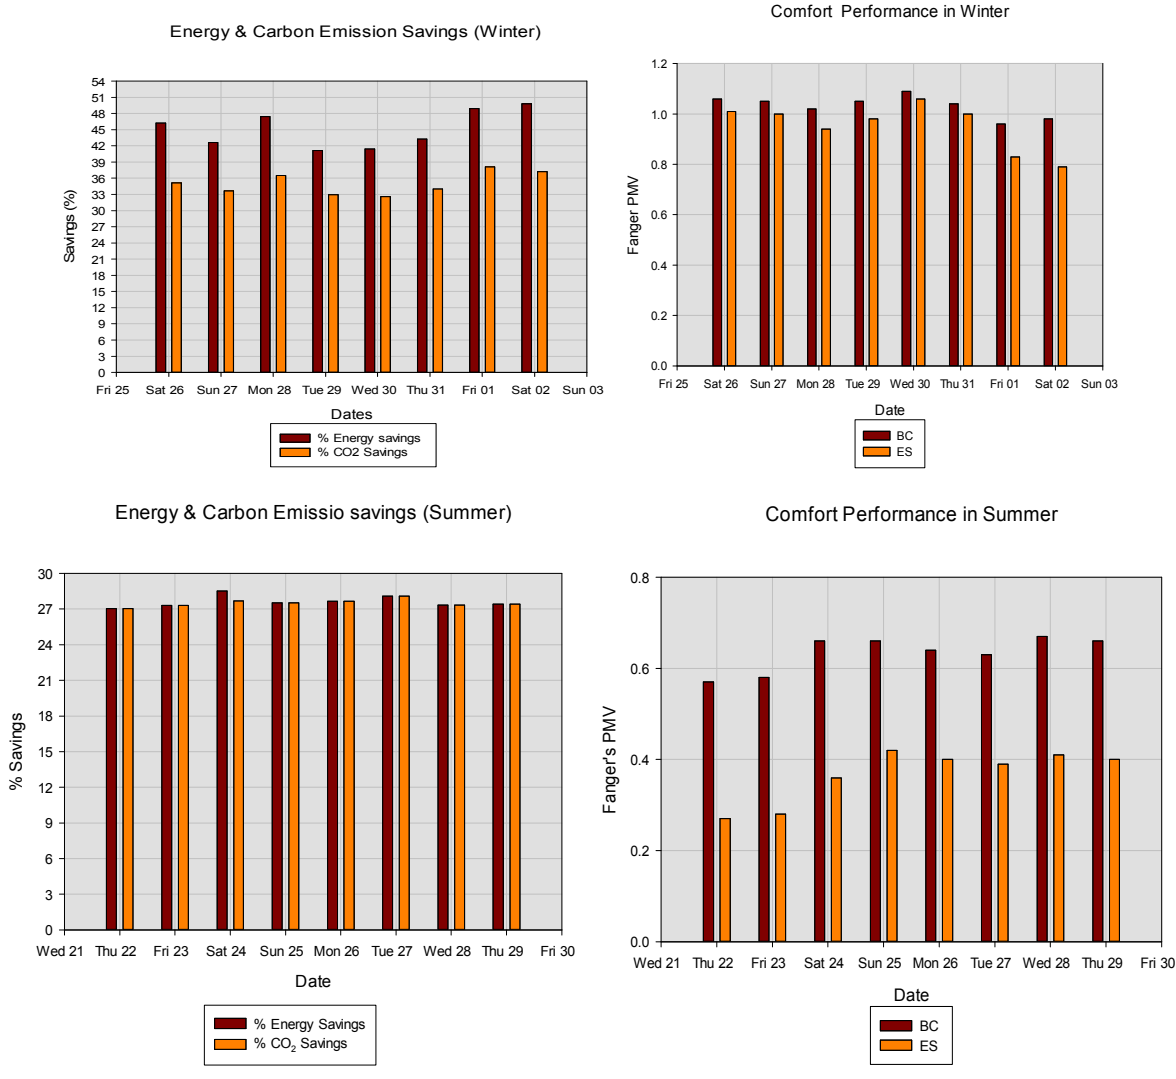 Energy & Carbon Emission Savings (Winter)
54
51
48
45
42
39
36
33
30
27
24
21
18
15
12
9
6
3
0
Savings (%)
Fri 25 Sat 26 Sun 27 Mon 28 Tue 29 Wed 30 Thu 31 Fri 01 Sat 02 Sun 03
Dates
% Energy savings
% CO2 Savings
Comfort Performance in Winter
1.2
1.0
0.8
0.6
0.4
0.2
0.0
Fanger PMV
Fri 25 Sat 26 Sun 27 Mon 28 Tue 29 Wed 30 Thu 31 Fri 01 Sat 02 Sun 03
Date
BC
ES
Energy & Carbon Emissio savings (Summer)
30
27
24
21
18
15
12
9
6
3
0
% Savings
Wed 21 Thu 22 Fri 23 Sat 24 Sun 25 Mon 26 Tue 27 Wed 28 Thu 29 Fri 30
Date
% Energy Savings
% CO₂ Savings
Comfort Performance in Summer
0.8
0.6
0.4
0.2
0.0
Fanger's PMV
Wed 21 Thu 22 Fri 23 Sat 24 Sun 25 Mon 26 Tue 27 Wed 28 Thu 29 Fri 30
Date
BC
ES